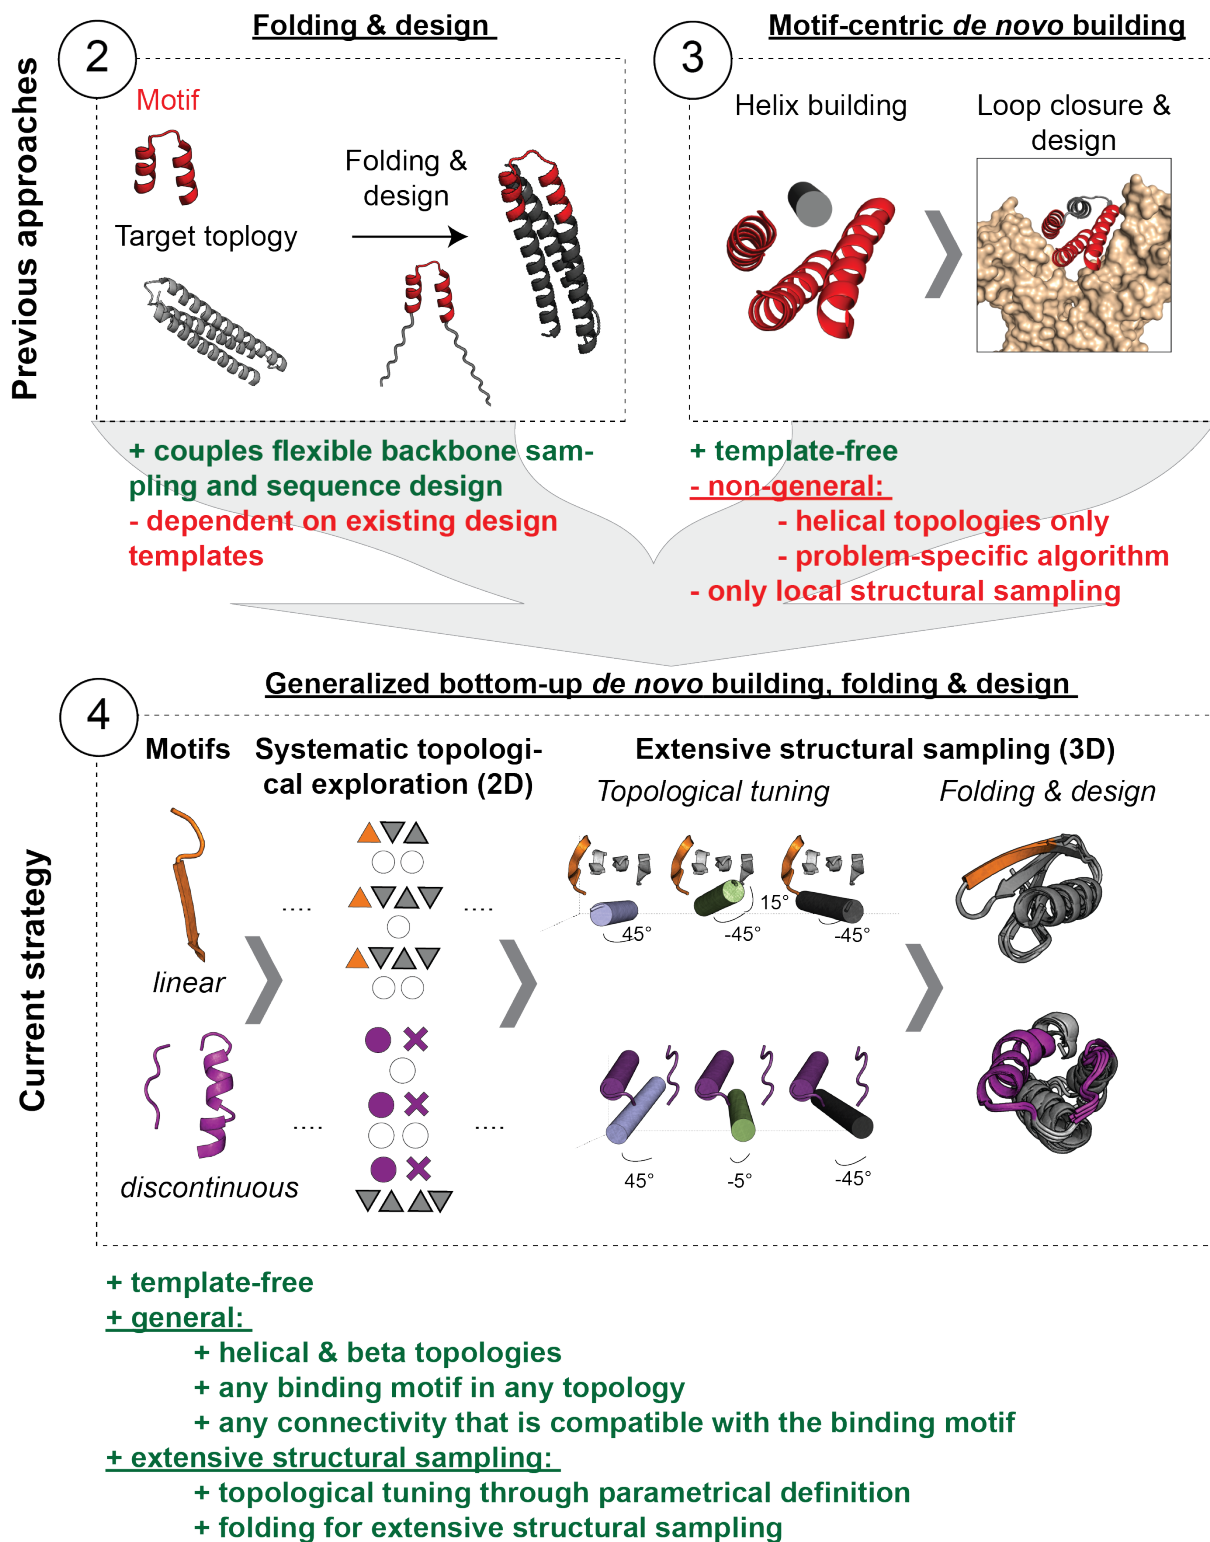 Previous approaches
2
Folding & design
Motif
Target toplogy
Folding &
design
+ couples flexible backbone sam-
pling and sequence design
- dependent on existing design
templates
3
Motif-centric de novo building
Helix building
Loop closure &
design
+ template-free
- non-general:
- helical topologies only
- problem-specific algorithm
- only local structural sampling
Current strategy
4
Generalized bottom-up de novo building, folding & design
Motifs
linear
discontinuous
Systematic topologi-
cal exploration (2D)
....
....
....
....
Extensive structural sampling (3D)
Topological tuning
Folding & design
45°
-45°
15°
-45°
45°
-5°
-45°
+ template-free
+ general:
+ helical & beta topologies
+ any binding motif in any topology
+ any connectivity that is compatible with the binding motif
+ extensive structural sampling:
+ topological tuning through parametrical definition
+ folding for extensive structural sampling